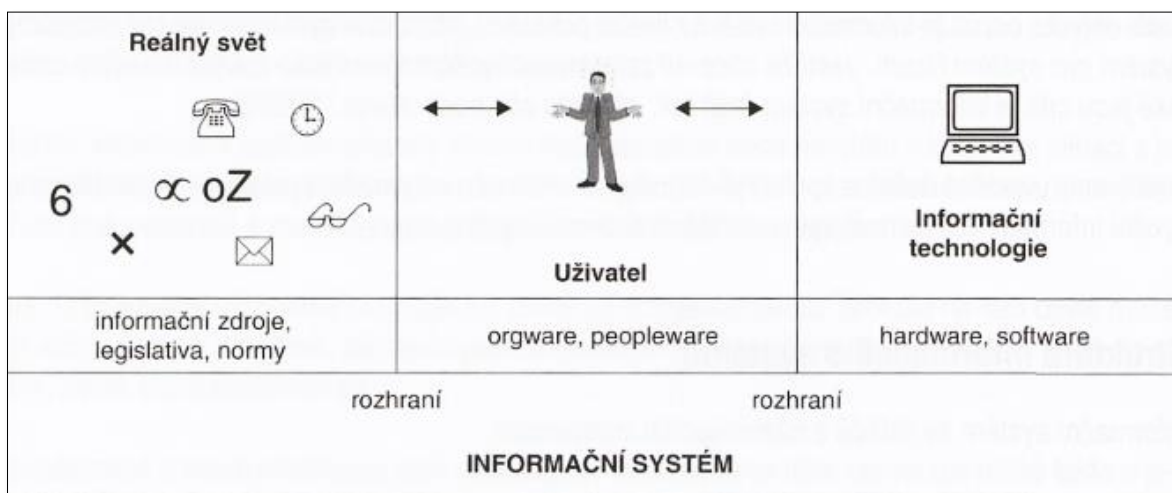 Reálný svět
6
∝ oZ
×
Uživatel
Informační
technologie
informační zdroje,
legislativa, normy
orgware, peopleware
hardware, software
rozhraní
rozhraní
INFORMAČNÍ SYSTÉM